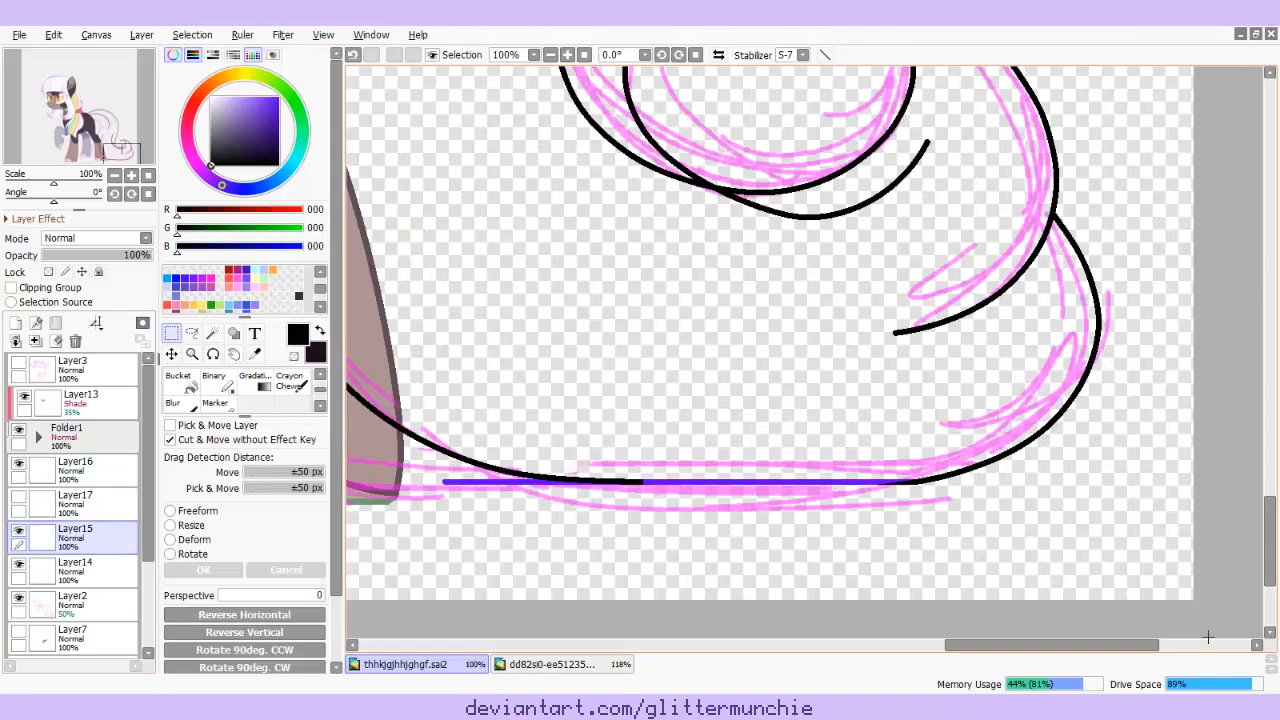 File Edit Canvas Layer Selection Ruler Filter View Window Help
Selection 100% 0.0° Stabilizer S-7
Scale 100%
Angle 0°
Layer Effect
Mode Normal
Opacity 100%
Lock
Clipping Group
Selection Source
Layer3
Normal
100%
Layer13
Shade
35%
Folder1
Normal
100%
Layer16
Normal
100%
Layer17
Normal
100%
Layer15
Normal
100%
Layer14
Normal
100%
Layer2
Normal
50%
Layer7
Normal
100%
R 000
G 000
B 000
T
Bucket Binary Gradati... Crayon
Chewe
Blur Marker
Pick & Move Layer
Cut & Move without Effect Key
Drag Detection Distance:
Move ±50 px
Pick & Move ±50 px
Freeform
Resize
Deform
Rotate
OK Cancel
Perspective 0
Reverse Horizontal
Reverse Vertical
Rotate 90deg. CCW
Rotate 90deg. CW
thhkjgjhhjghgf.sai2 100% dd82si0-ee51235... 118%
Memory Usage 44% (81%) Drive Space 89%
deviantart.com/glittermunchie